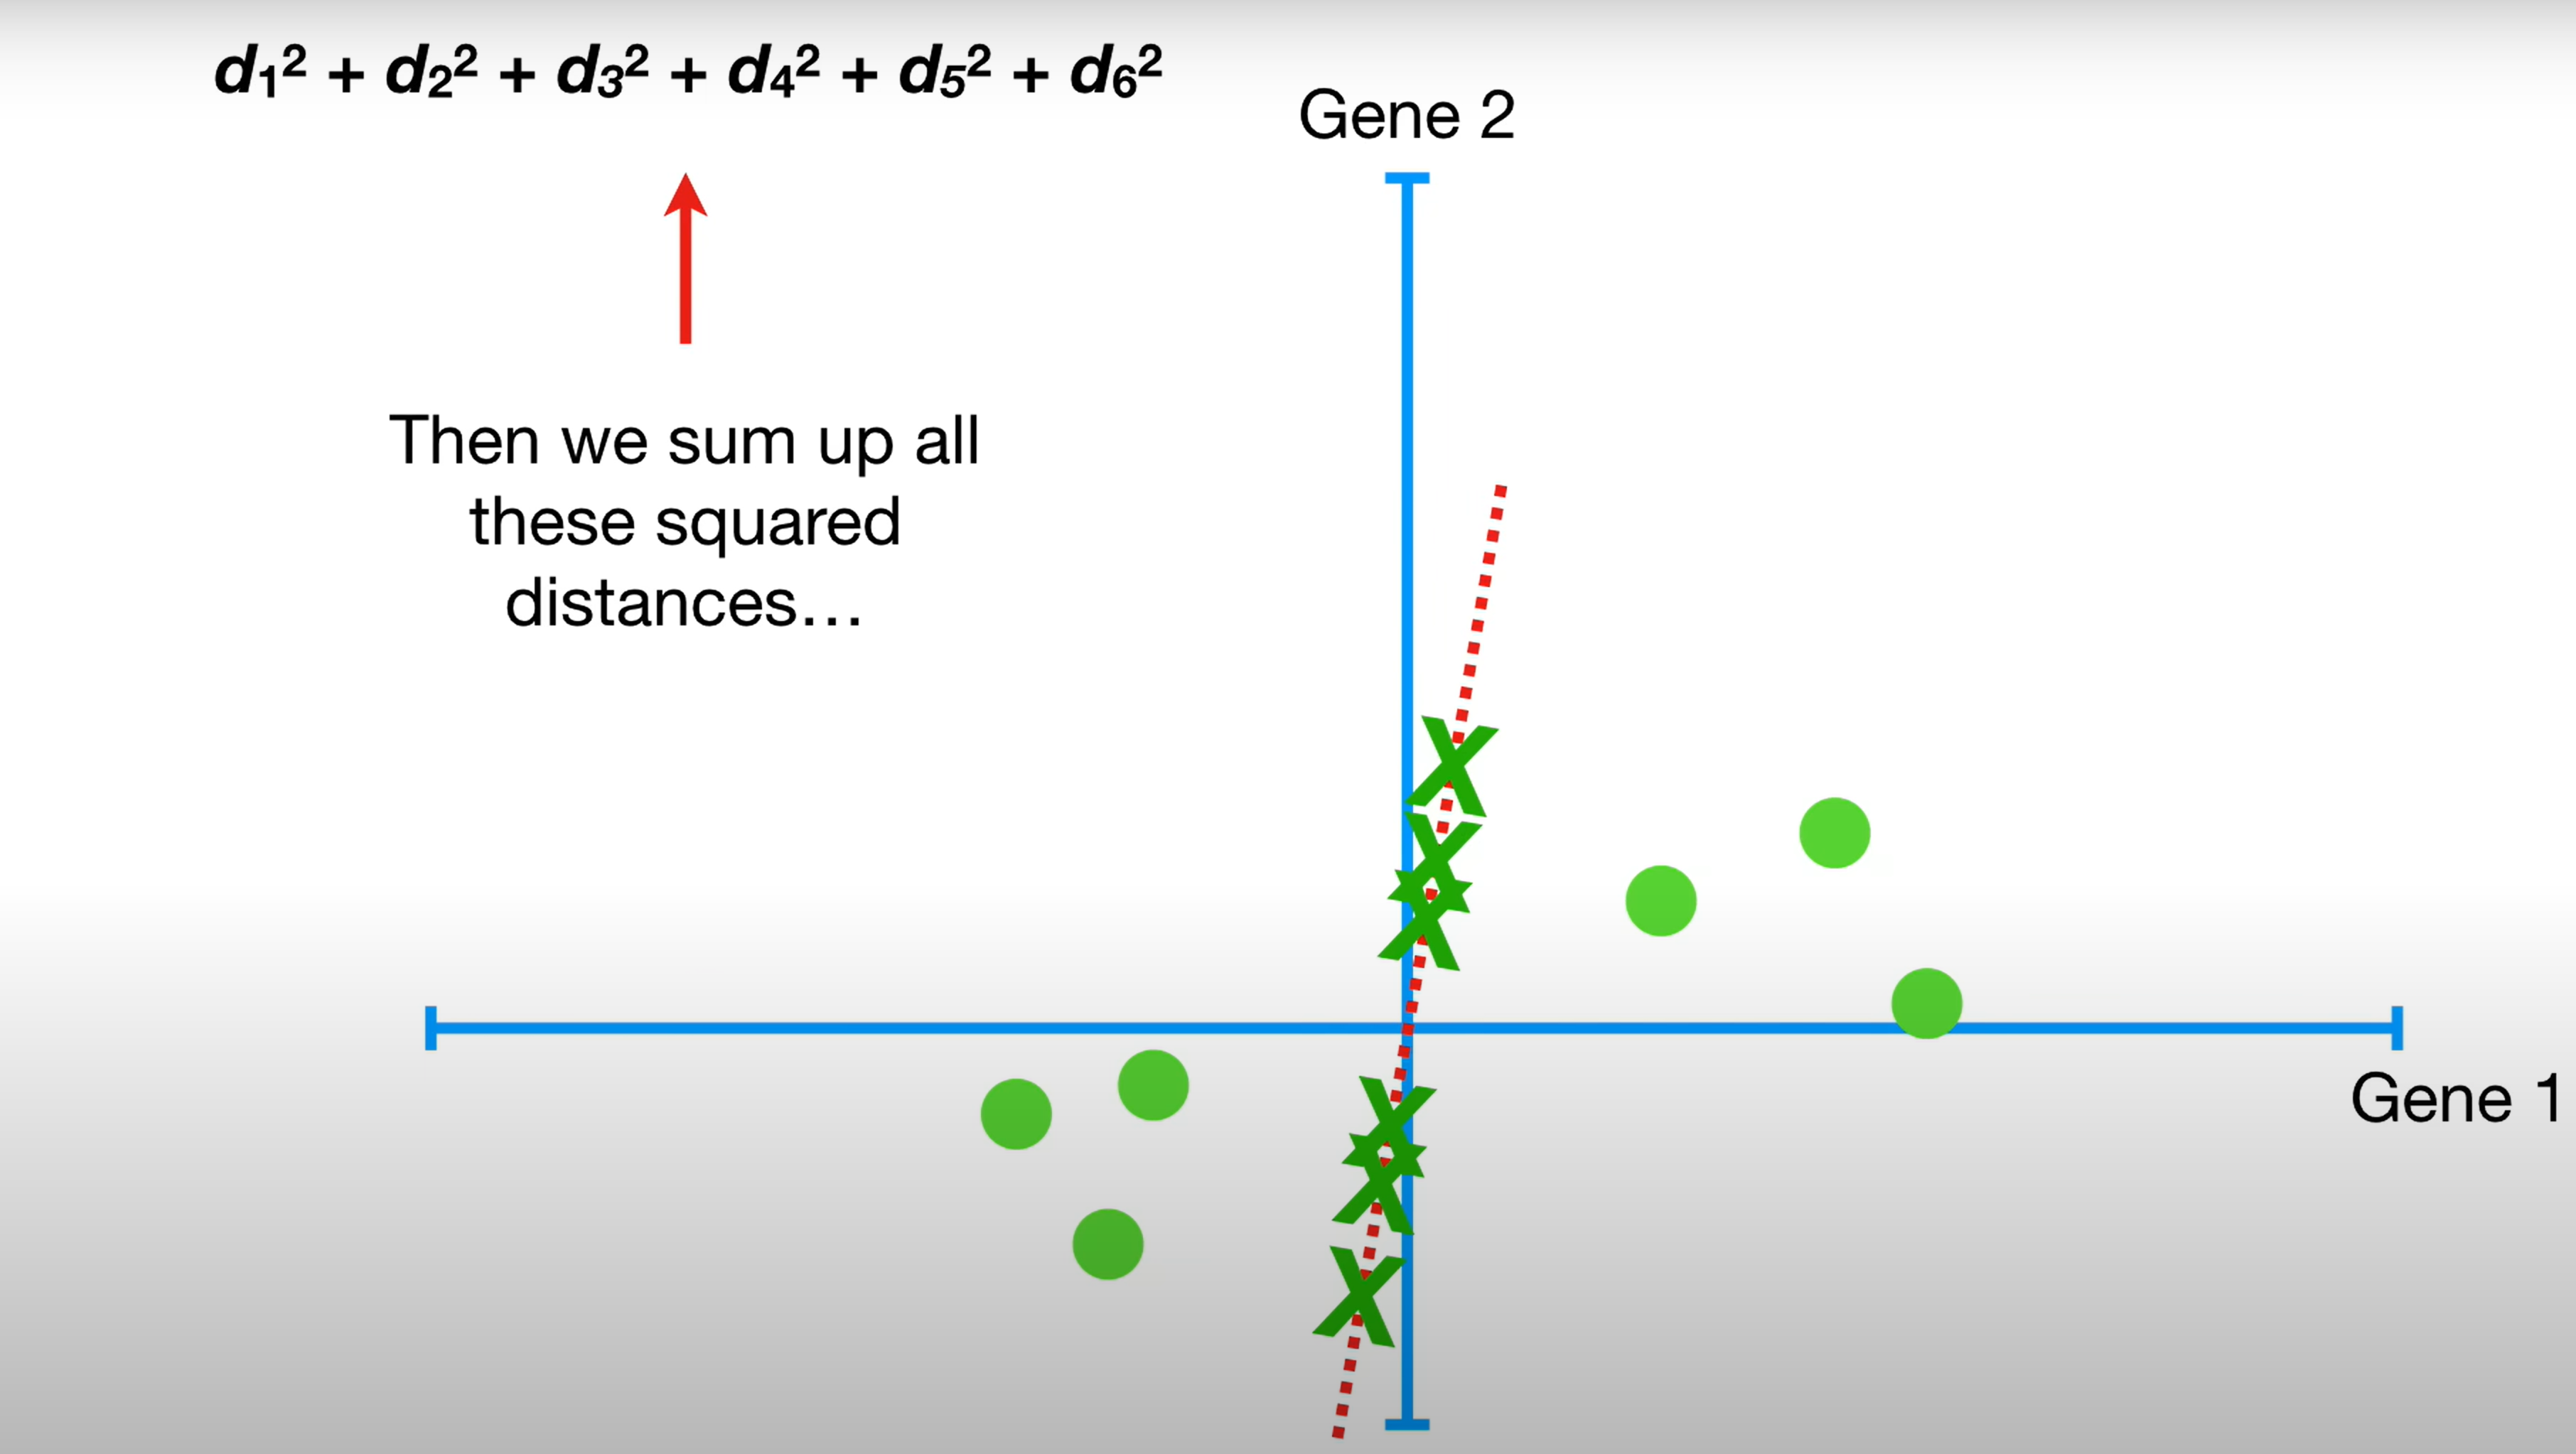 d₁² + d₂² + d₃² + d₄² + d₅² + d₆²
Gene 2
Then we sum up all
these squared
distances…
Gene 1